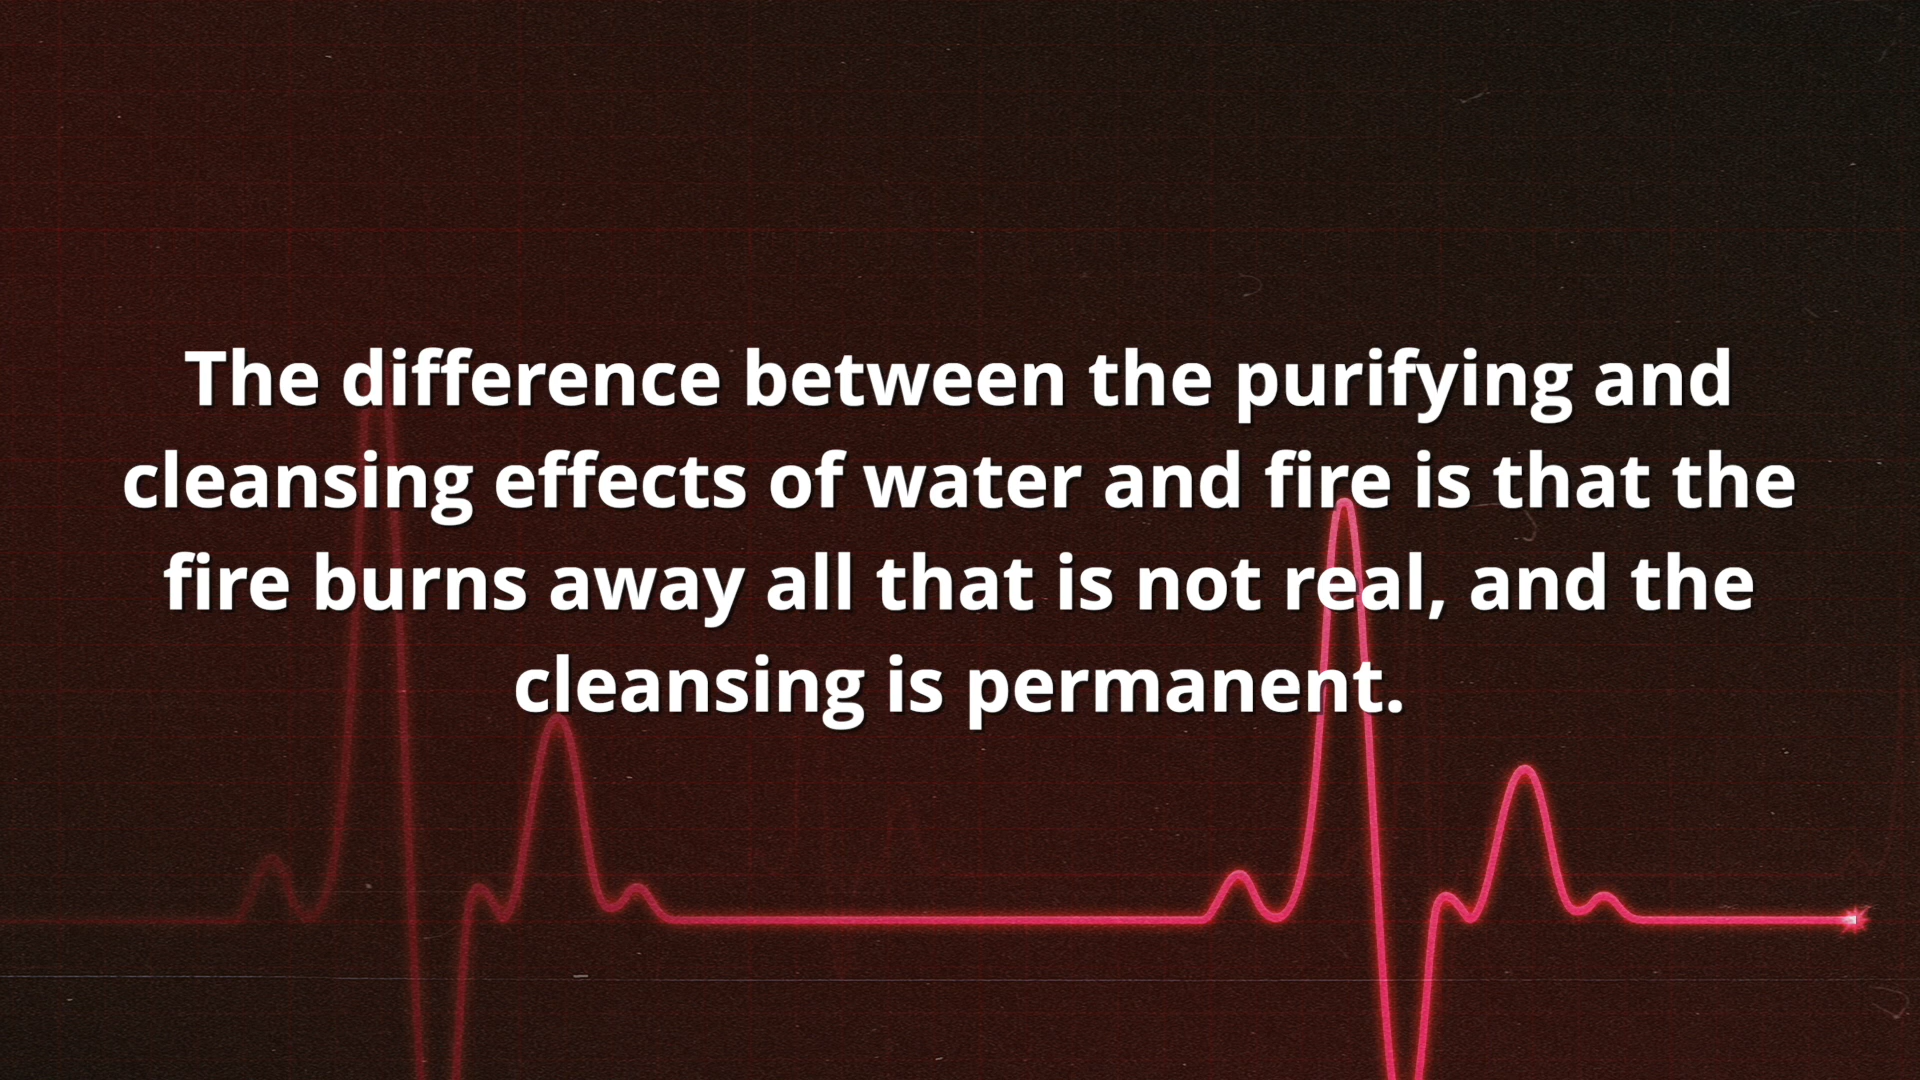 The difference between the purifying and
cleansing effects of water and fire is that the
fire burns away all that is not real, and the
cleansing is permanent.